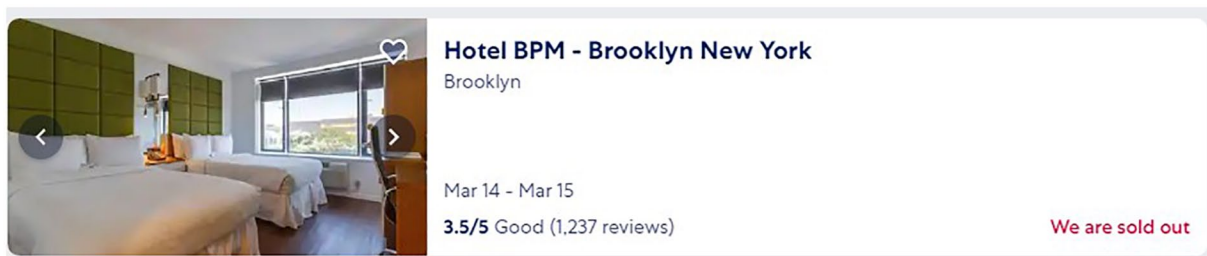 Hotel BPM - Brooklyn New York
Brooklyn
Mar 14 - Mar 15
3.5/5 Good (1,237 reviews)
We are sold out